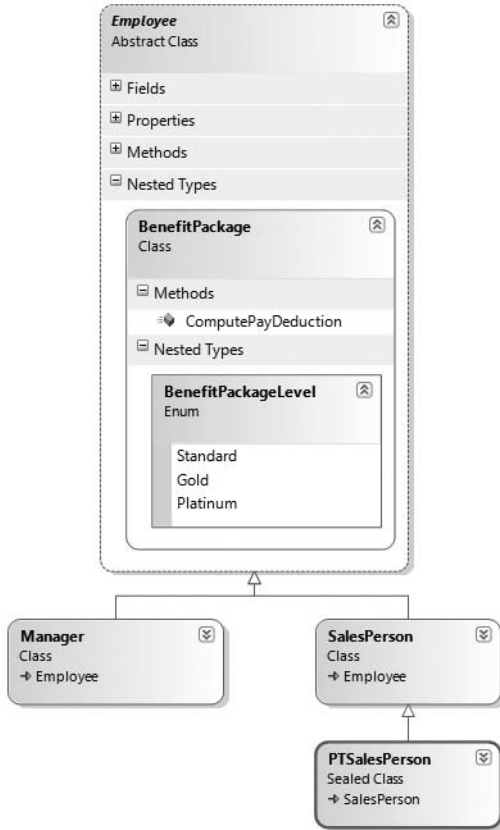 Employee
Abstract Class
Fields
Properties
Methods
Nested Types
BenefitPackage
Class
Methods
ComputePayDeduction
Nested Types
BenefitPackageLevel
Enum
Standard
Gold
Platinum
Manager
Class
Employee
SalesPerson
Class
Employee
PTSalesPerson
Sealed Class
SalesPerson